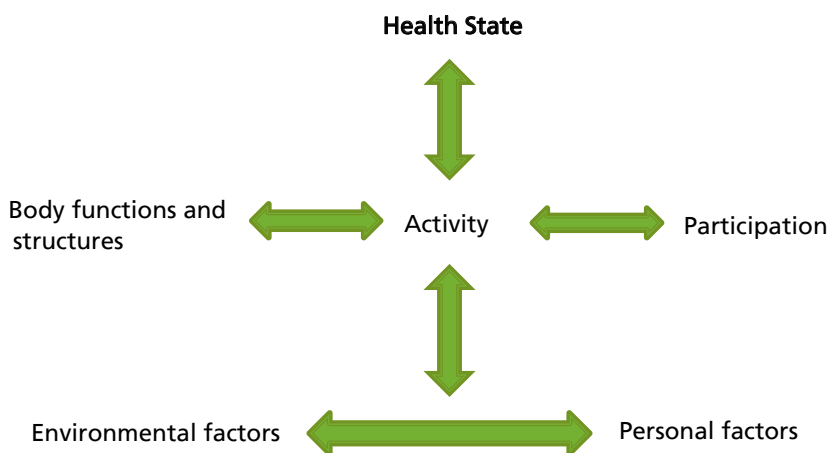 Health State
Body functions and
structures
Activity
Participation
Environmental factors
Personal factors